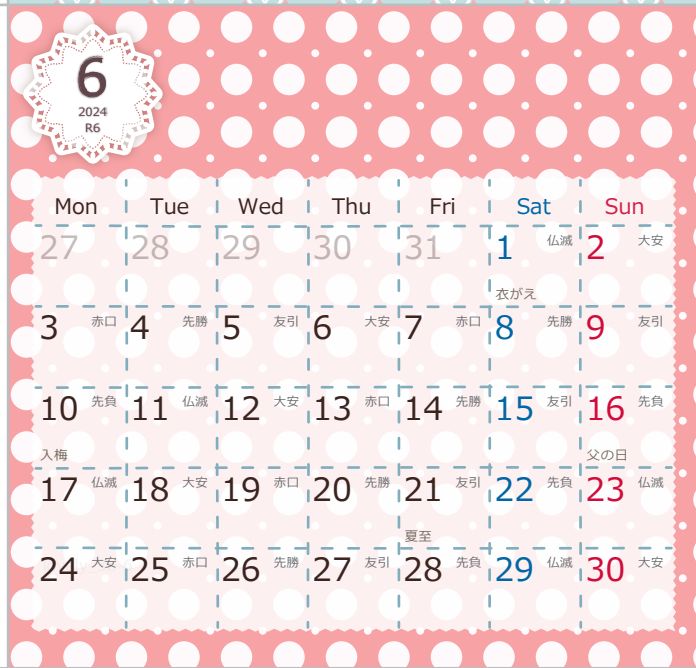 6
2024
R6
Mon Tue Wed Thu Fri Sat Sun
27 28 29 30 31 1 仏滅 2 大安
衣がえ
3 赤口 4 先勝 5 友引 6 大安 7 赤口 8 先勝 9 友引
10 先負 11 仏滅 12 大安 13 赤口 14 先勝 15 友引 16 先負
入梅 父の日
17 仏滅 18 大安 19 赤口 20 先勝 21 友引 22 先負 23 仏滅
夏至
24 大安 25 赤口 26 先勝 27 友引 28 先負 29 仏滅 30 大安